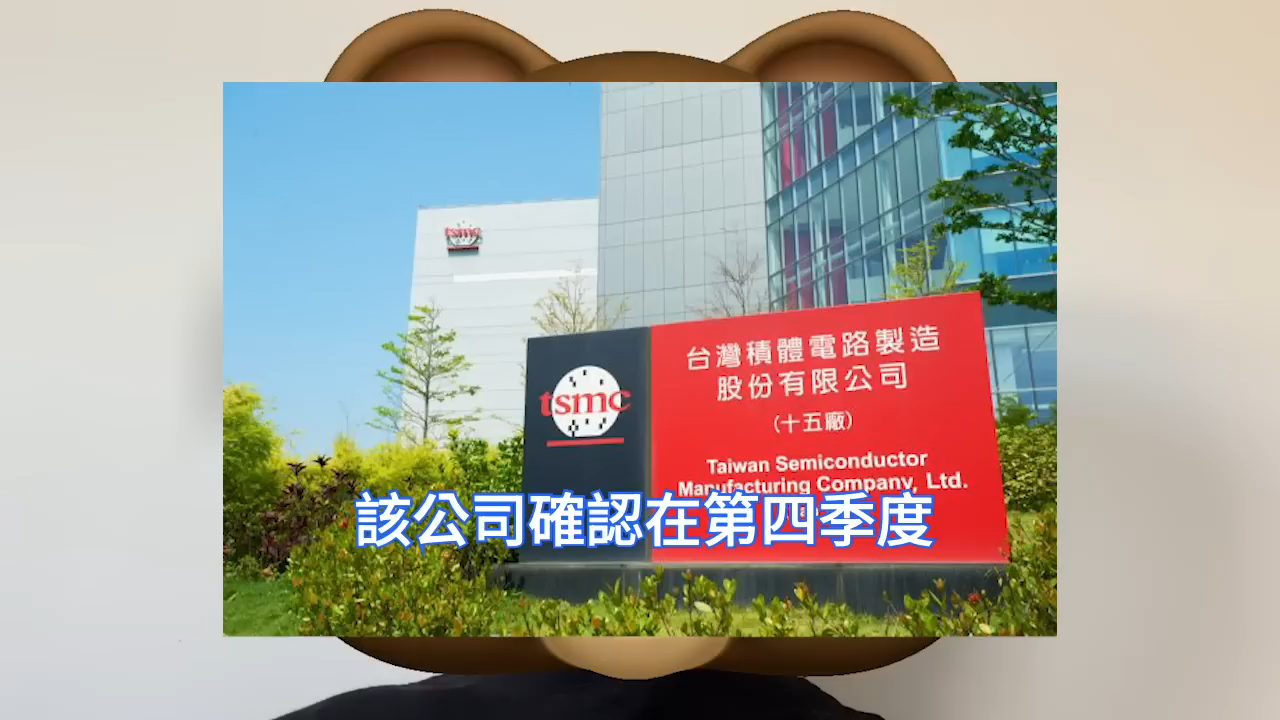 tsmc
tsmc
台灣積體電路製造
股份有限公司
(十五廠)
Taiwan Semiconductor
Manufacturing Company, Ltd.
該公司確認在第四季度